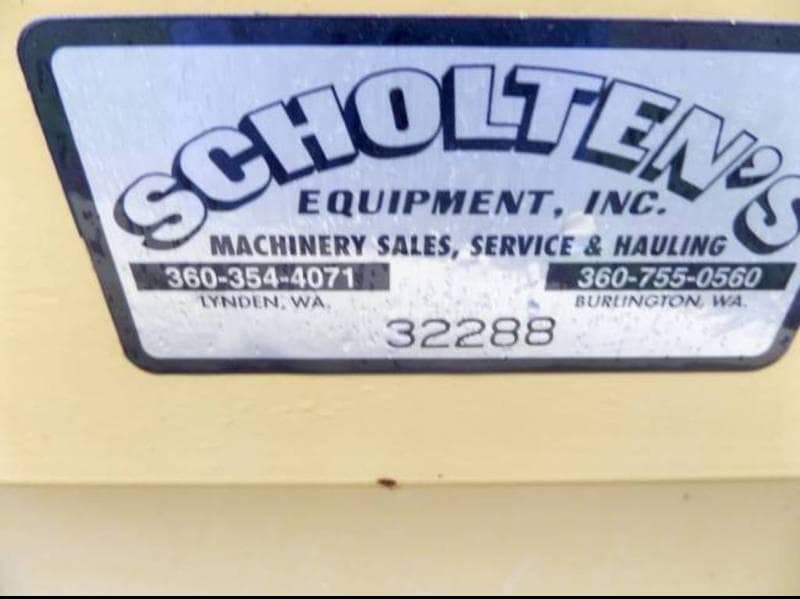 SCHOLTEN'S
EQUIPMENT, INC.
MACHINERY SALES, SERVICE & HAULING
360-354-4071 360-755-0560
LYNDEN, WA. BURLINGTON, WA.
32288